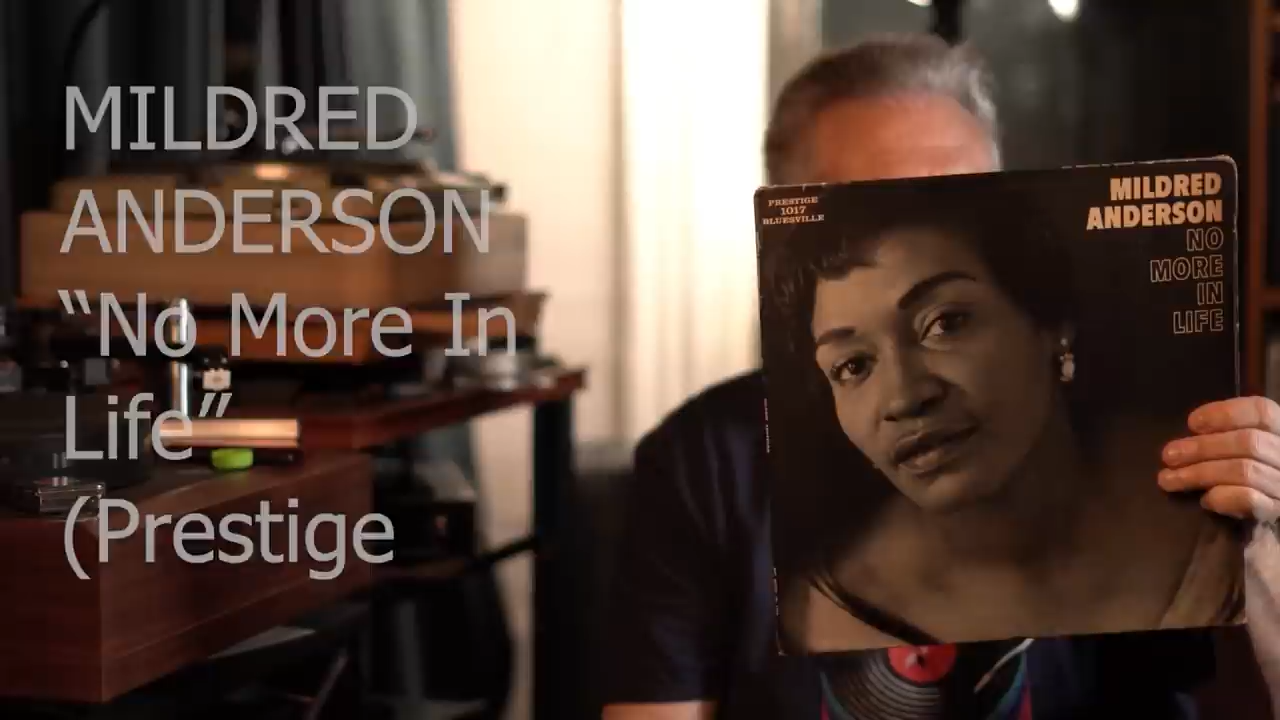 MILDRED
ANDERSON
“No More In
Life”
(Prestige
PRESTIGE
1017
BLUESVILLE
MILDRED
ANDERSON
NO
MORE
IN
LIFE